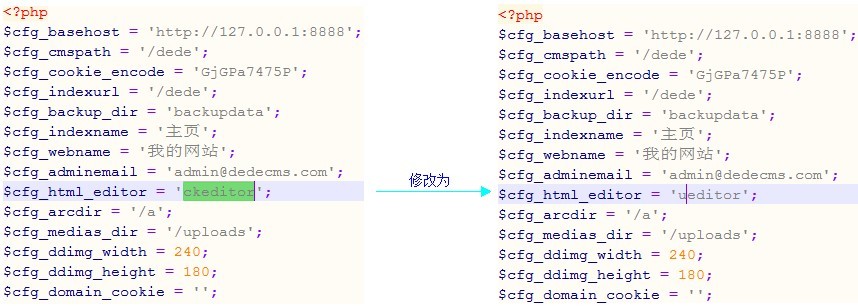 <?php
$cfg_basehost = 'http://127.0.0.1:8888';
$cfg_cmspath = '/dede';
$cfg_cookie_encode = 'GjGPa7475P';
$cfg_indexurl = '/dede';
$cfg_backup_dir = 'backupdata';
$cfg_indexname = '主页';
$cfg_webname = '我的网站';
$cfg_adminemail = 'admin@dedecms.com';
$cfg_html_editor = 'ckeditor';
$cfg_arcdir = '/a';
$cfg_medias_dir = '/uploads';
$cfg_ddimg_width = 240;
$cfg_ddimg_height = 180;
$cfg_domain_cookie = '';
修改为
<?php
$cfg_basehost = 'http://127.0.0.1:8888';
$cfg_cmspath = '/dede';
$cfg_cookie_encode = 'GjGPa7475P';
$cfg_indexurl = '/dede';
$cfg_backup_dir = 'backupdata';
$cfg_indexname = '主页';
$cfg_webname = '我的网站';
$cfg_adminemail = 'admin@dedecms.com';
$cfg_html_editor = 'ueditor';
$cfg_arcdir = '/a';
$cfg_medias_dir = '/uploads';
$cfg_ddimg_width = 240;
$cfg_ddimg_height = 180;
$cfg_domain_cookie = '';